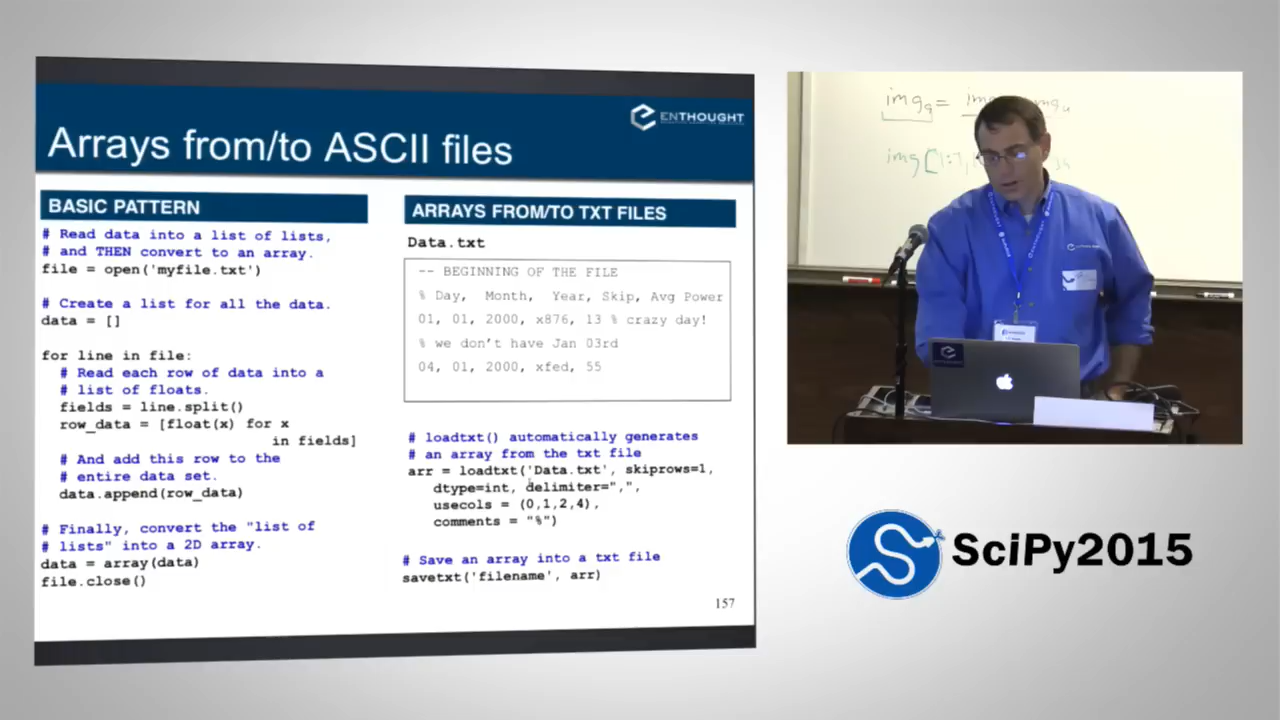 ENTHOUGHT
Arrays from/to ASCII files
BASIC PATTERN
# Read data into a list of lists,
# and THEN convert to an array.
file = open('myfile.txt')
# Create a list for all the data.
data = []
for line in file:
# Read each row of data into a
# list of floats.
fields = line.split()
row_data = [float(x) for x
in fields]
# And add this row to the
# entire data set.
data.append(row_data)
# Finally, convert the "list of
# lists" into a 2D array.
data = array(data)
file.close()
ARRAYS FROM/TO TXT FILES
Data.txt
-- BEGINNING OF THE FILE
% Day, Month, Year, Skip, Avg Power
01, 01, 2000, x876, 13 % crazy day!
% we don't have Jan 03rd
04, 01, 2000, xfed, 55
# loadtxt() automatically generates
# an array from the txt file
arr = loadtxt('Data.txt', skiprows=1,
dtype=int, delimiter=",",
usecols = (0,1,2,4),
comments = "%")
# Save an array into a txt file
savetxt('filename', arr)
157
img =
img [
SciPy2015